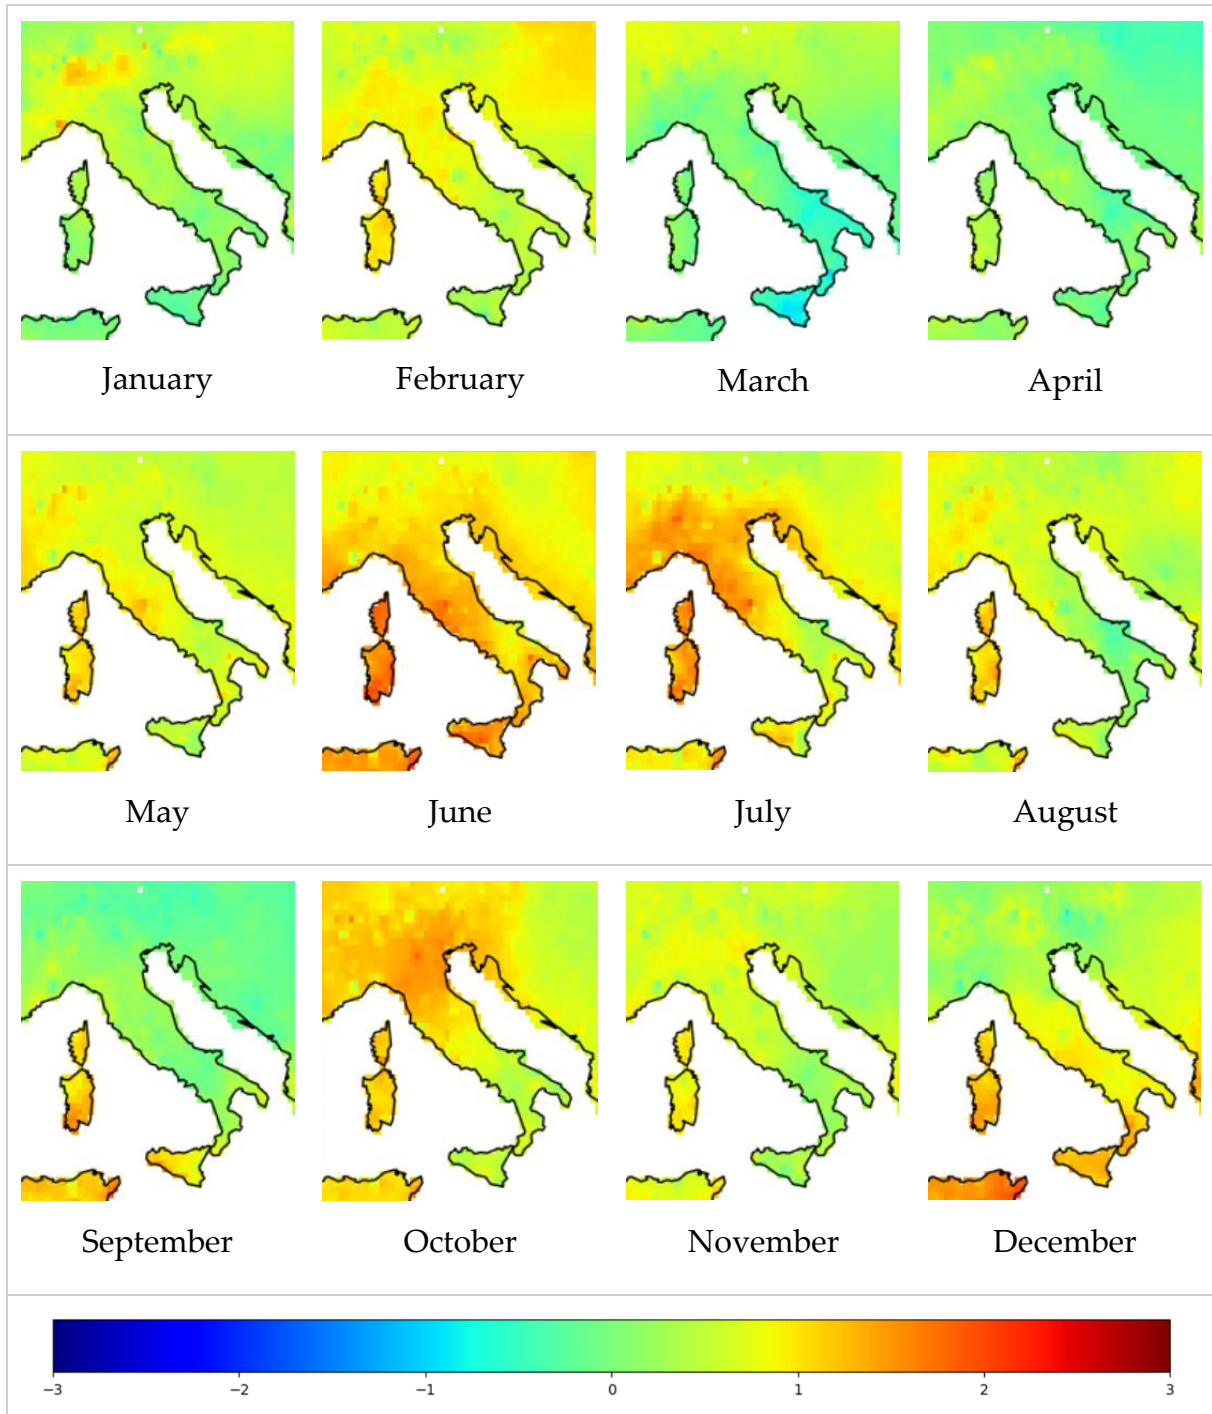 January February March April
May June July August
September October November December
−3 −2 −1 0 1 2 3